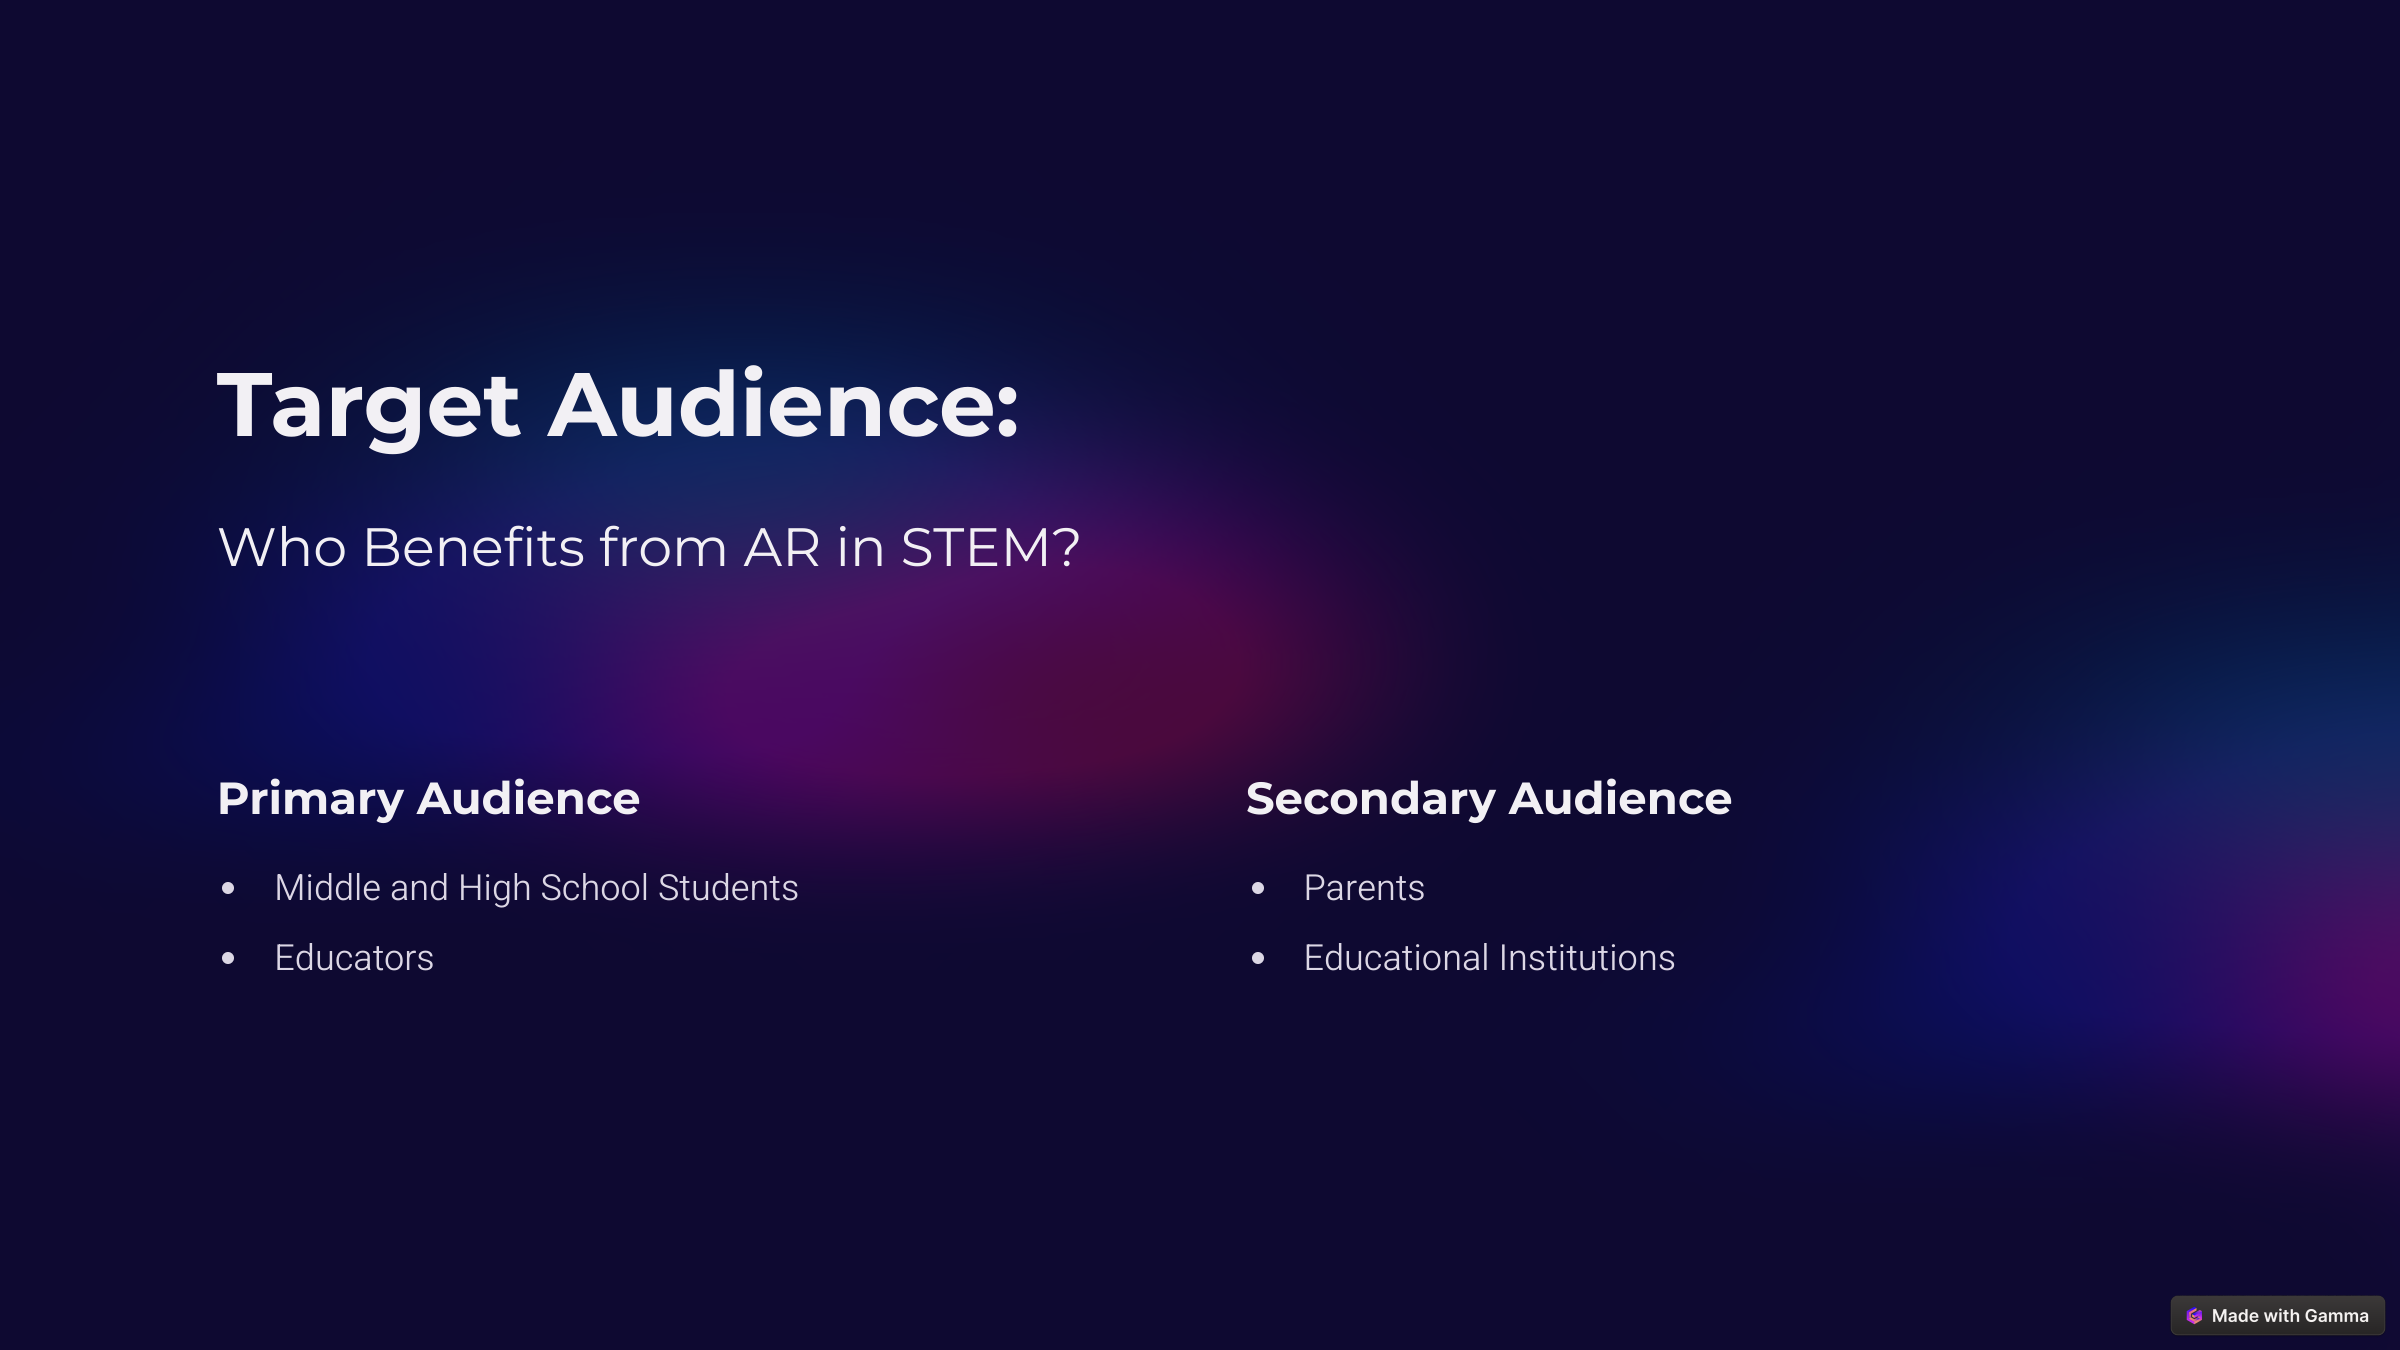 Target Audience:
Who Benefits from AR in STEM?
Primary Audience
• Middle and High School Students
• Educators
Secondary Audience
• Parents
• Educational Institutions
Made with Gamma